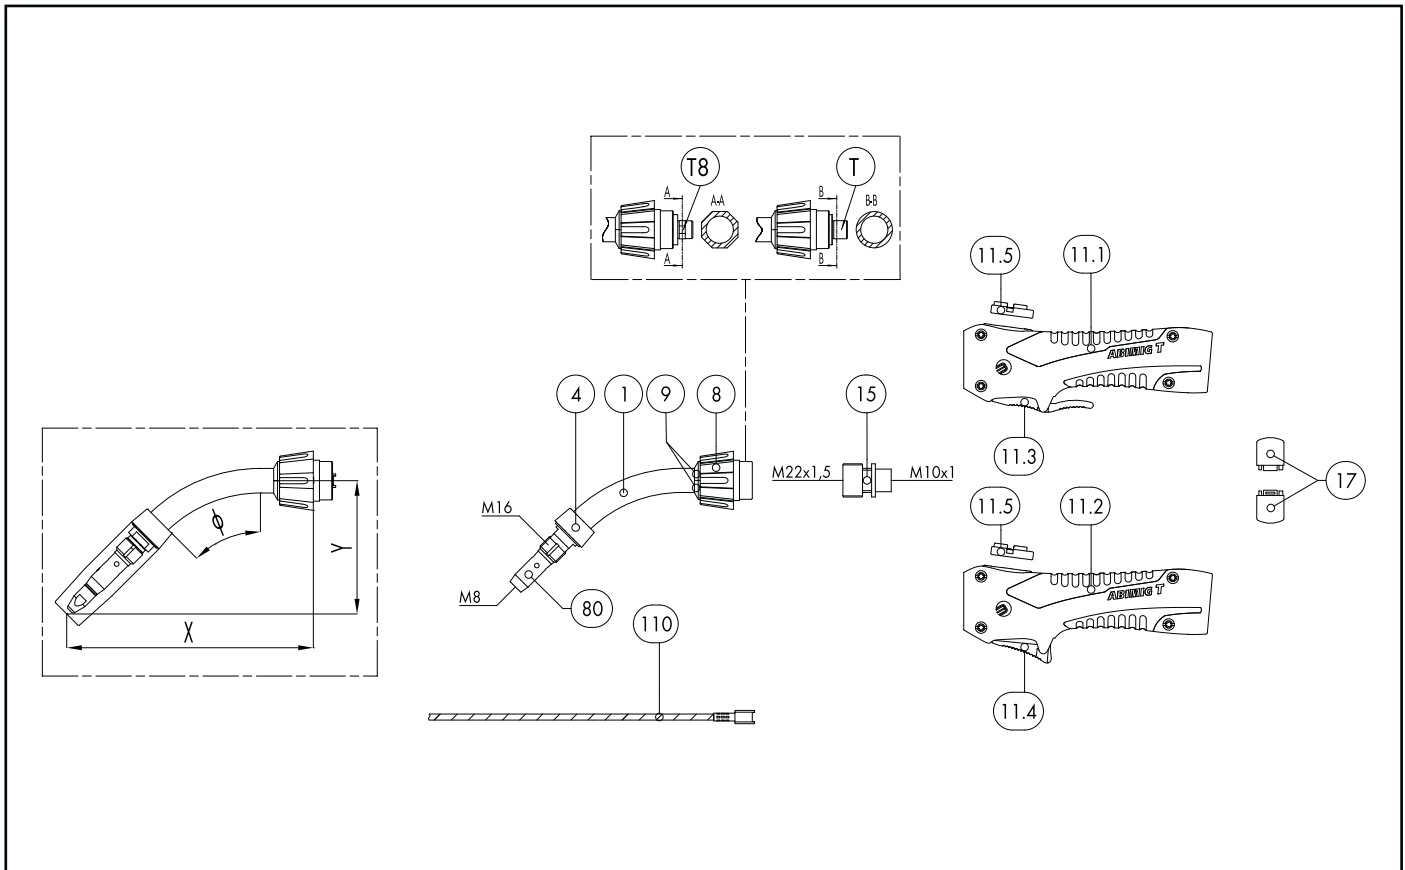 T8
T
A
A-A
B
B-B
A
B
11.5
11.1
ABIMIG T
4
1
9
8
15
11.3
M22x1,5
M10x1
17
M16
11.5
11.2
ABIMIG T
Φ
Y
M8
80
110
X
11.4